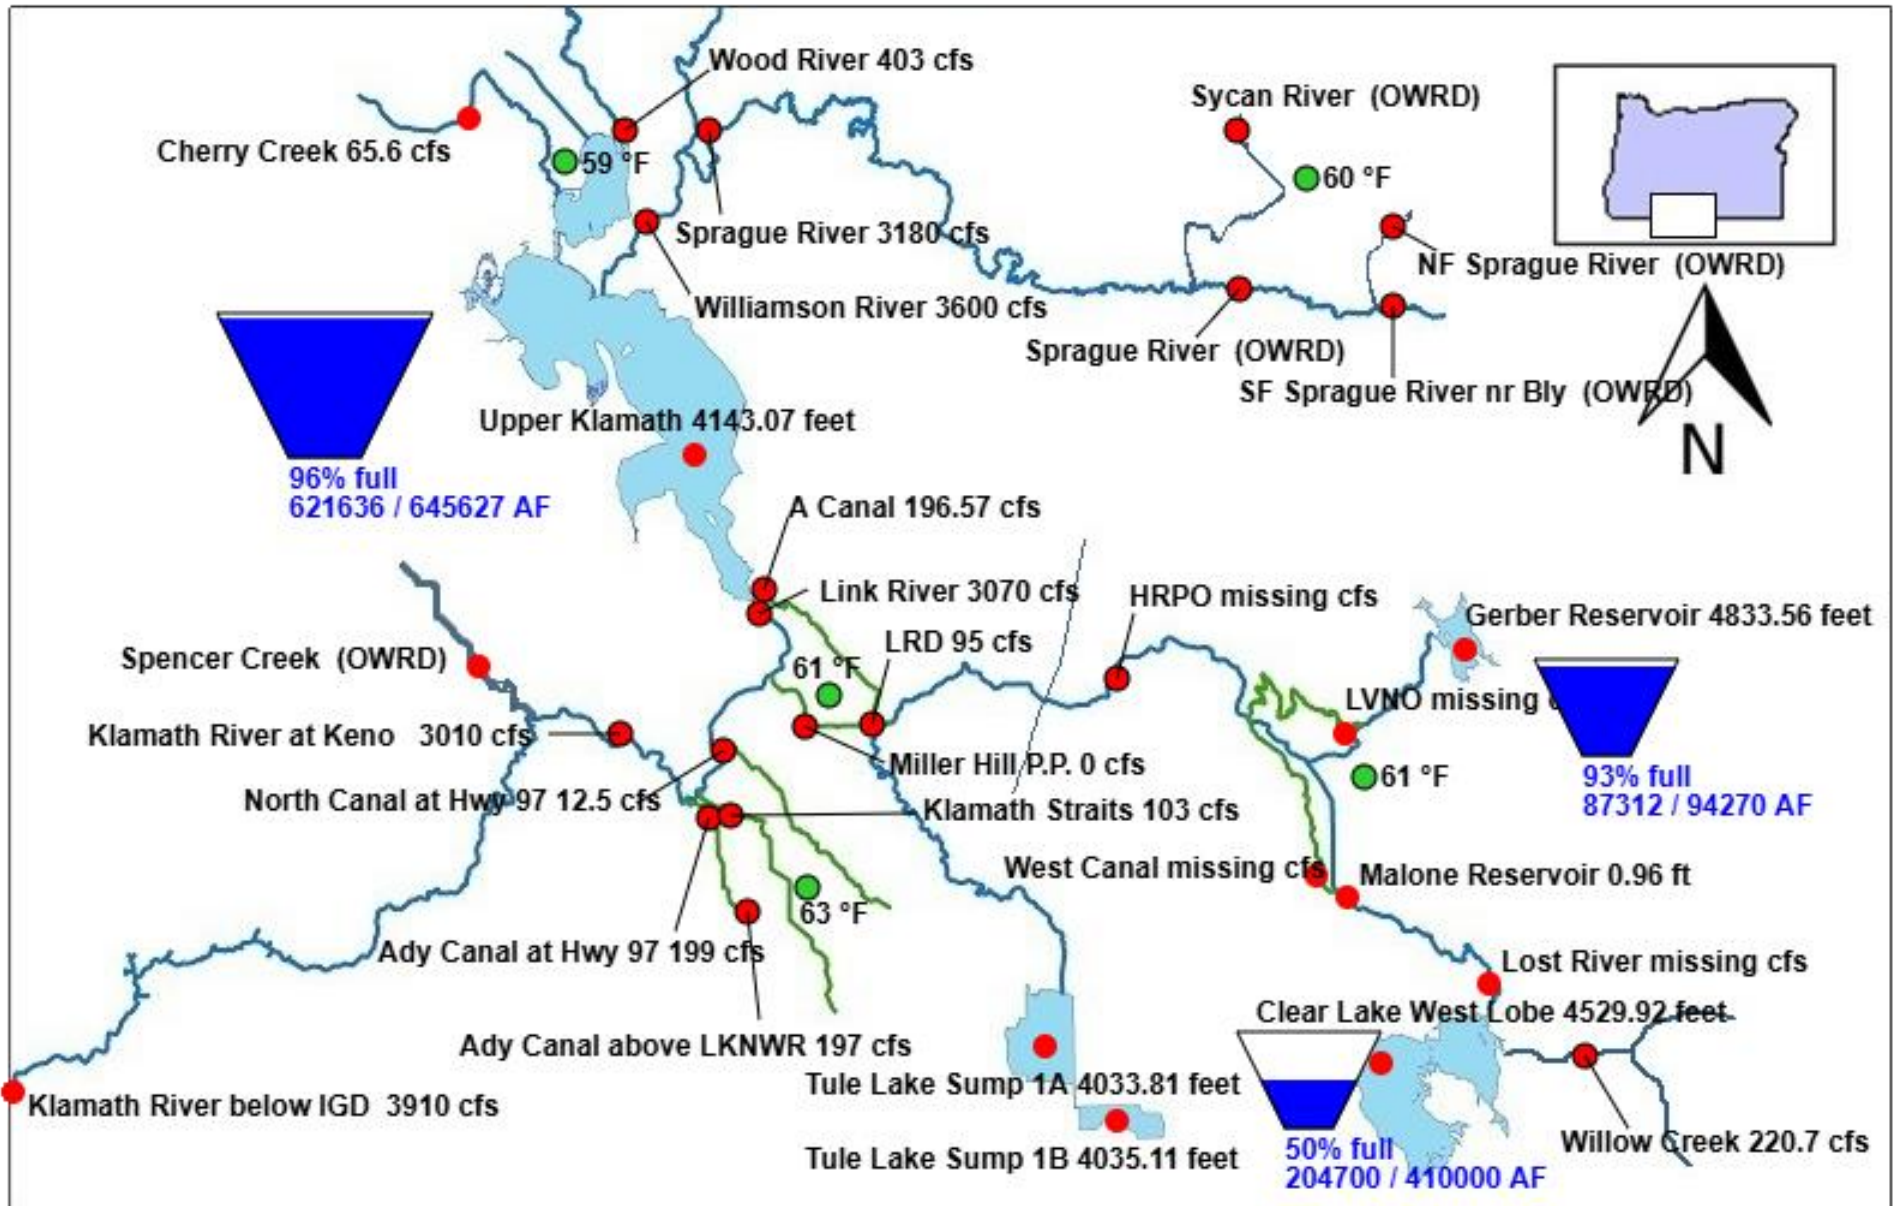 Wood River 403 cfs
Sycan River (OWRD)
Cherry Creek 65.6 cfs
59 °F
60 °F
Sprague River 3180 cfs
NF Sprague River (OWRD)
Williamson River 3600 cfs
Sprague River (OWRD)
SF Sprague River nr Bly (OWRD)
N
Upper Klamath 4143.07 feet
96% full
621636 / 645627 AF
A Canal 196.57 cfs
Link River 3070 cfs
HRPO missing cfs
Gerber Reservoir 4833.56 feet
LRD 95 cfs
Spencer Creek (OWRD)
61 °F
LVNO missing
Klamath River at Keno 3010 cfs
Miller Hill P.P. 0 cfs
61 °F
93% full
87312 / 94270 AF
North Canal at Hwy 97 12.5 cfs
Klamath Straits 103 cfs
West Canal missing cfs
Malone Reservoir 0.96 ft
63 °F
Ady Canal at Hwy 97 199 cfs
Lost River missing cfs
Clear Lake West Lobe 4529.92 feet
Ady Canal above LKNWR 197 cfs
Tule Lake Sump 1A 4033.81 feet
Klamath River below IGD 3910 cfs
Willow Creek 220.7 cfs
Tule Lake Sump 1B 4035.11 feet
50% full
204700 / 410000 AF